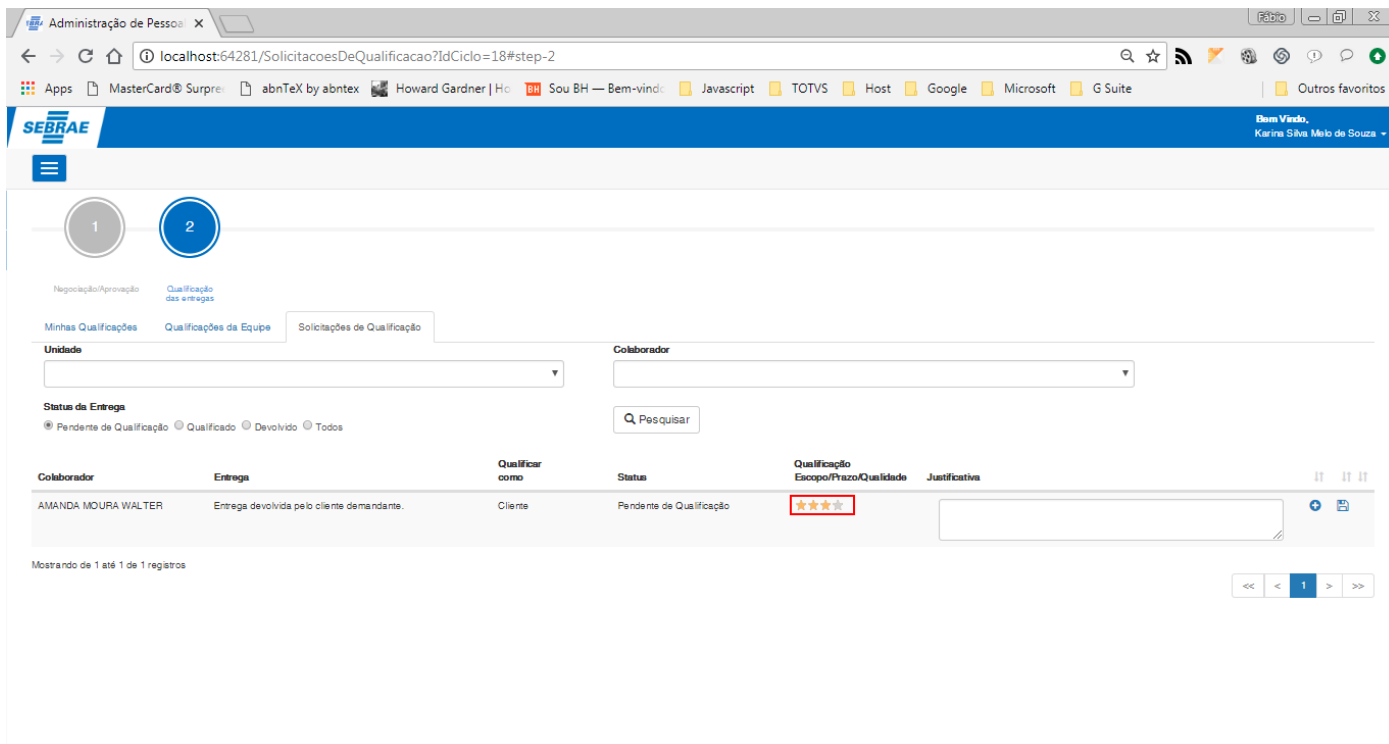 Administração de Pessoal
Fábio
localhost:64281/SolicitacoesDeQualificacao?IdCiclo=18#step-2
Apps MasterCard® Surpre abnTeX by abntex Howard Gardner | Ho Sou BH — Bem-vindo Javascript TOTVS Host Google Microsoft G Suite Outros favoritos
SEBRAE
Bem Vindo,
Karina Silva Melo de Souza
1 2
Negociação/Aprovação Qualificação
das entregas
Minhas Qualificações Qualificações da Equipe Solicitações de Qualificação
Unidade Colaborador
Status da Entrega
Pendente de Qualificação Qualificado Devolvido Todos
Pesquisar
Colaborador Entrega Qualificar como Status Qualificação Escopo/Prazo/Qualidade Justificativa
AMANDA MOURA WALTER Entrega devolvida pelo cliente demandante. Cliente Pendente de Qualificação
Mostrando de 1 até 1 de 1 registros
<< < 1 > >>